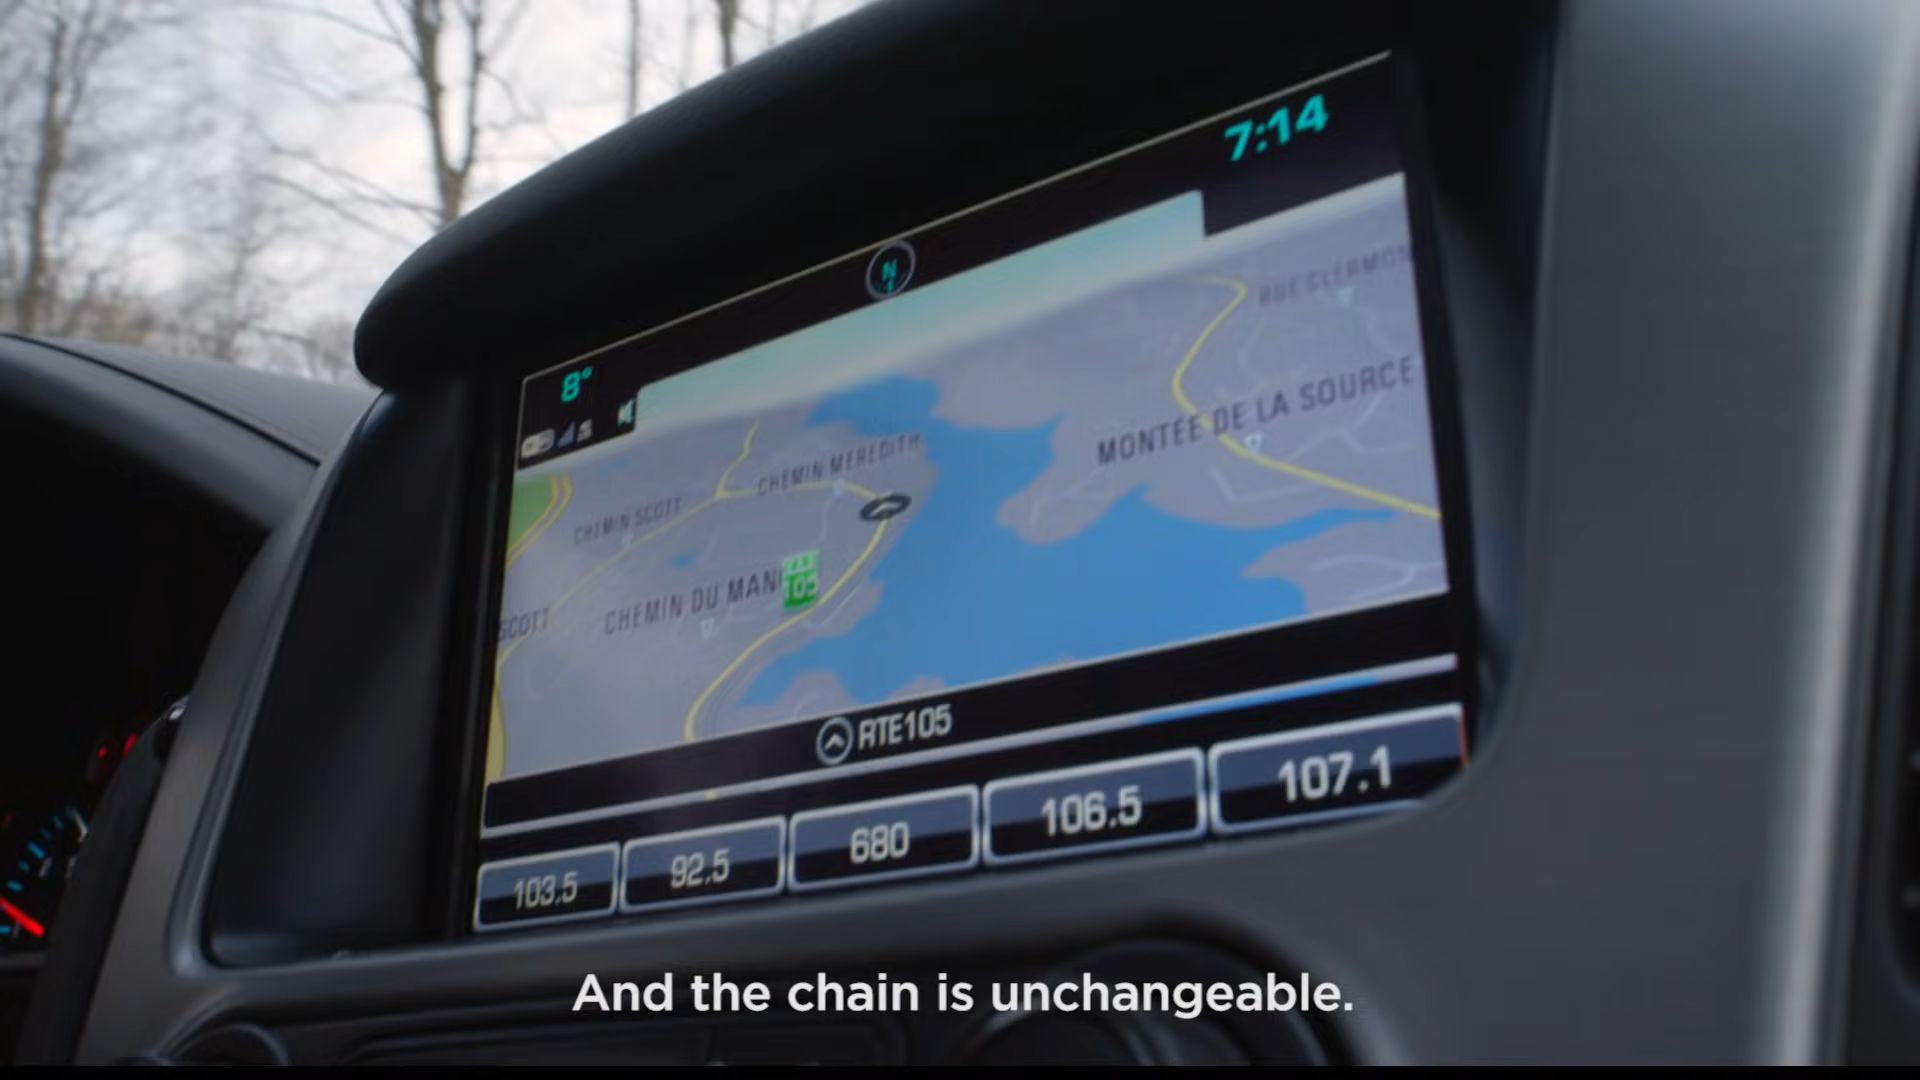 7:14
N
8°
RUE CLERMON
MONTÉE DE LA SOURCE
CHEMIN MEREDITH
CHEMIN SCOTT
105
CHEMIN DU MAN
SCOTT
RTE105
103.5
92.5
680
106.5
107.1
And the chain is unchangeable.